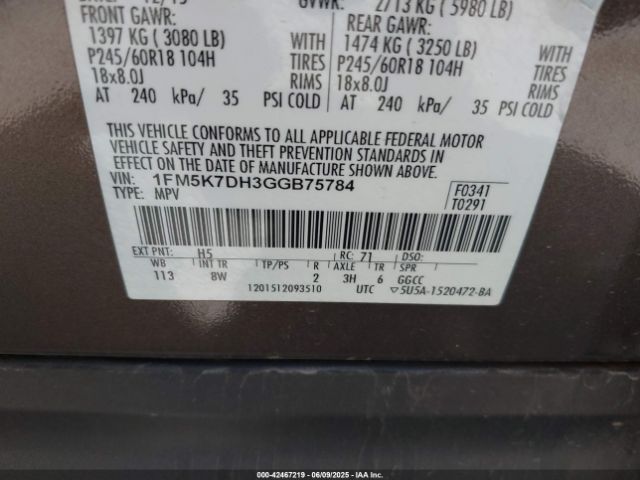 12/15 GVWR: 2713 KG ( 5980 LB)
FRONT GAWR: REAR GAWR:
1397 KG ( 3080 LB) WITH 1474 KG ( 3250 LB) WITH
P245/60R18 104H TIRES P245/60R18 104H TIRES
18x8.0J RIMS 18x8.0J RIMS
AT 240 kPa/ 35 PSI COLD AT 240 kPa/ 35 PSI COLD
THIS VEHICLE CONFORMS TO ALL APPLICABLE FEDERAL MOTOR
VEHICLE SAFETY AND THEFT PREVENTION STANDARDS IN
EFFECT ON THE DATE OF MANUFACTURE SHOWN ABOVE.
VIN: 1FM5K7DH3GGB75784 F0341
TYPE: MPV T0291
EXT PNT: H5 RC: 71 DSO:
WB INT TR TP/PS R AXLE TR SPR
113 8W 2 3H 6 GGCC
1201512093510 UTC ▽5U5A-1520472-BA
000-42467219 - 06/09/2025 - IAAI.COM